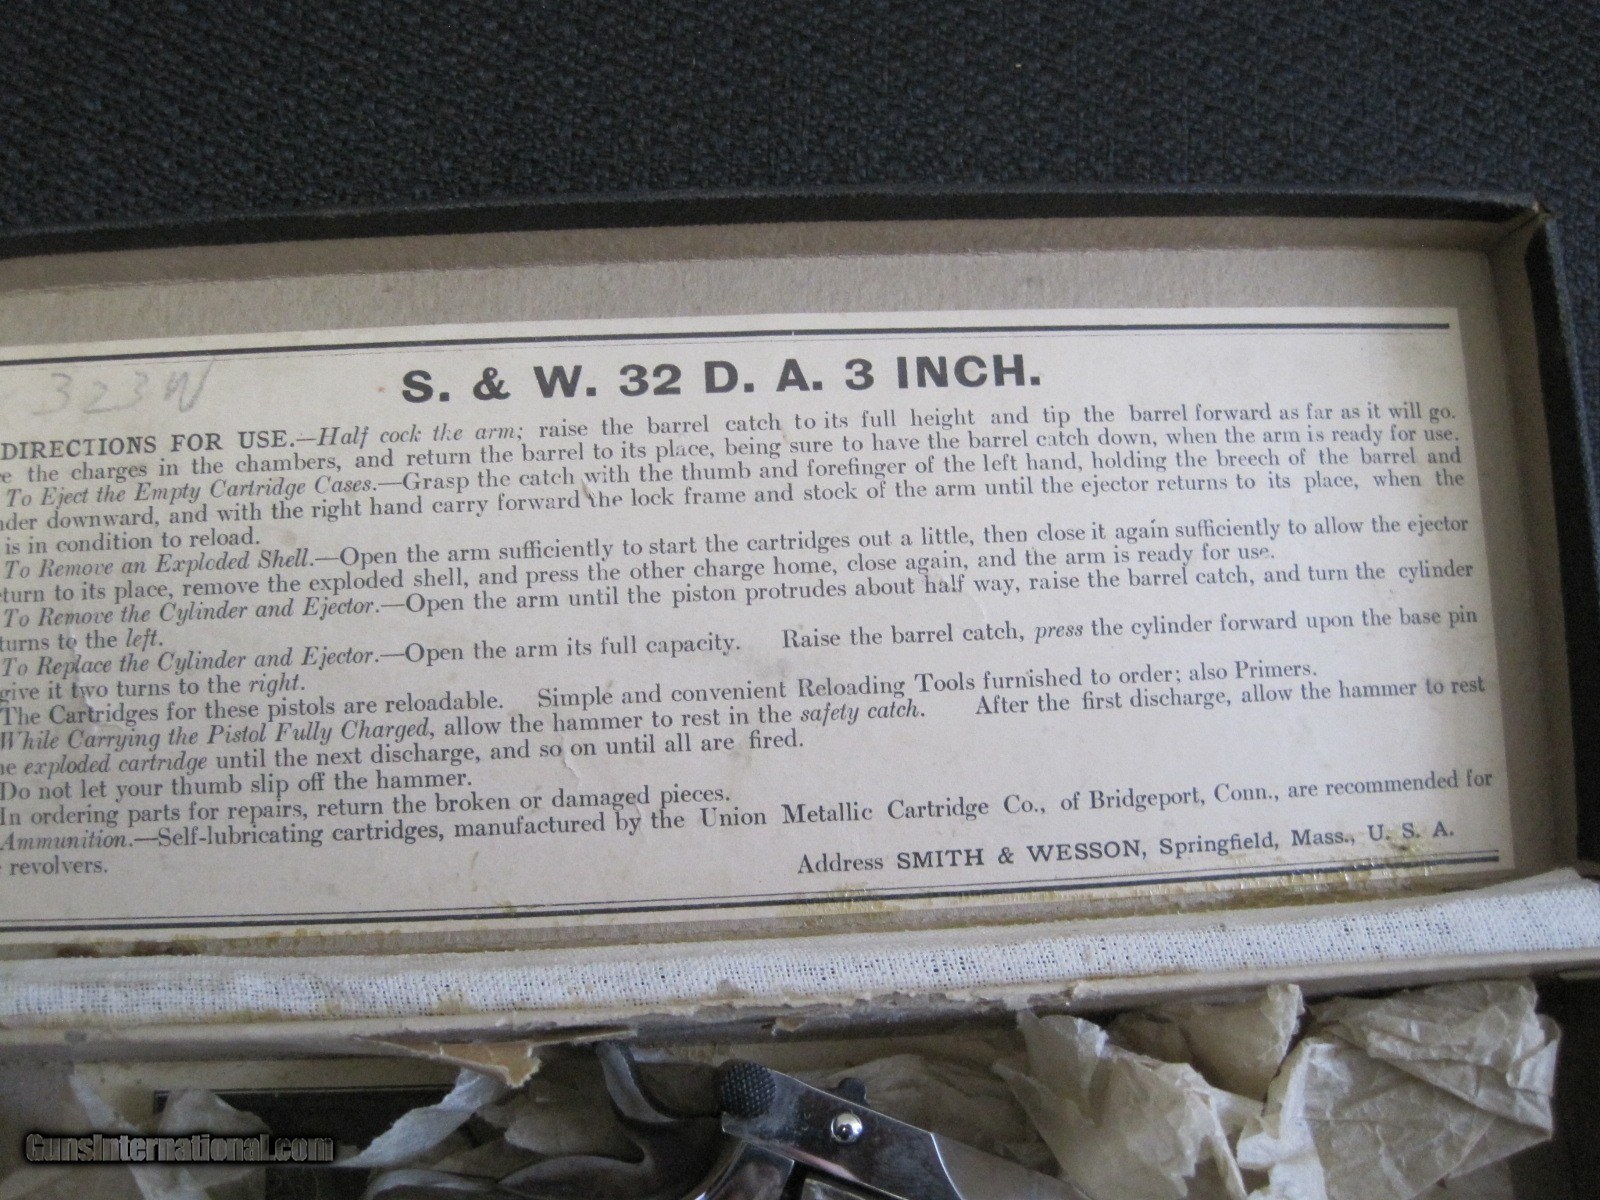 323W
S. & W. 32 D. A. 3 INCH.
DIRECTIONS FOR USE.—Half cock the arm; raise the barrel catch to its full height and tip the barrel forward as far as it will go.
e the charges in the chambers, and return the barrel to its place, being sure to have the barrel catch down, when the arm is ready for use.
To Eject the Empty Cartridge Cases.—Grasp the catch with the thumb and forefinger of the left hand, holding the breech of the barrel and
der downward, and with the right hand carry forward the lock frame and stock of the arm until the ejector returns to its place, when the
is in condition to reload.
To Remove an Exploded Shell.—Open the arm sufficiently to start the cartridges out a little, then close it again sufficiently to allow the ejector
turn to its place, remove the exploded shell, and press the other charge home, close again, and the arm is ready for use.
To Remove the Cylinder and Ejector.—Open the arm until the piston protrudes about half way, raise the barrel catch, and turn the cylinder
turns to the left.
To Replace the Cylinder and Ejector.—Open the arm its full capacity. Raise the barrel catch, press the cylinder forward upon the base pin
give it two turns to the right.
The Cartridges for these pistols are reloadable. Simple and convenient Reloading Tools furnished to order; also Primers.
While Carrying the Pistol Fully Charged, allow the hammer to rest in the safety catch. After the first discharge, allow the hammer to rest
e exploded cartridge until the next discharge, and so on until all are fired.
Do not let your thumb slip off the hammer.
In ordering parts for repairs, return the broken or damaged pieces.
Ammunition.—Self-lubricating cartridges, manufactured by the Union Metallic Cartridge Co., of Bridgeport, Conn., are recommended for
revolvers.
Address SMITH & WESSON, Springfield, Mass., U. S. A.
GunsInternational.com